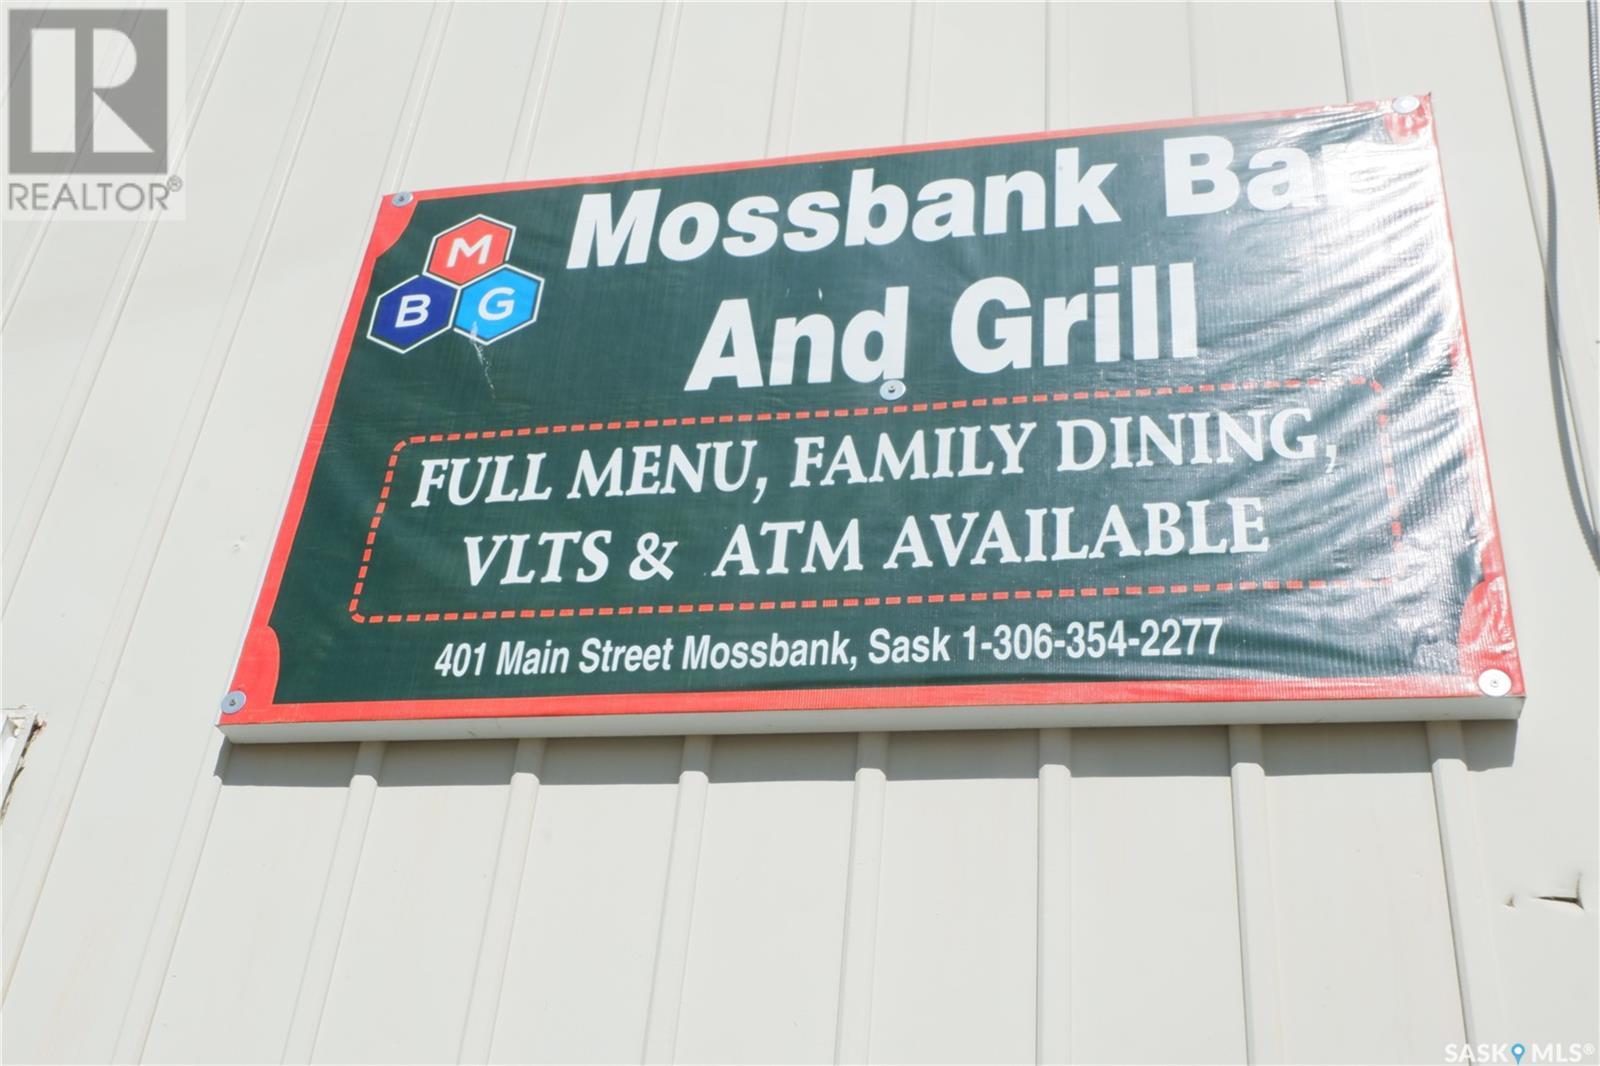 REALTOR®
Mossbank Bar
And Grill
M
B G
FULL MENU, FAMILY DINING,
VLTS & ATM AVAILABLE
401 Main Street Mossbank, Sask 1-306-354-2277
SASK MLS®